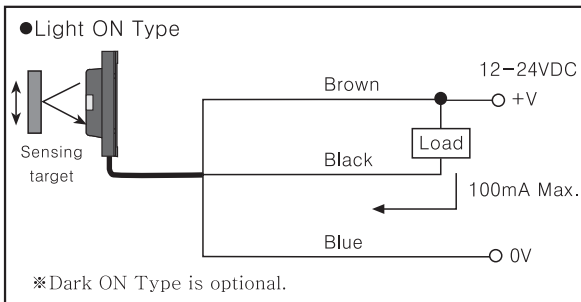 ●Light ON Type
12-24VDC
Brown
+V
Load
Sensing
target
Black
100mA Max.
Blue
0V
※Dark ON Type is optional.